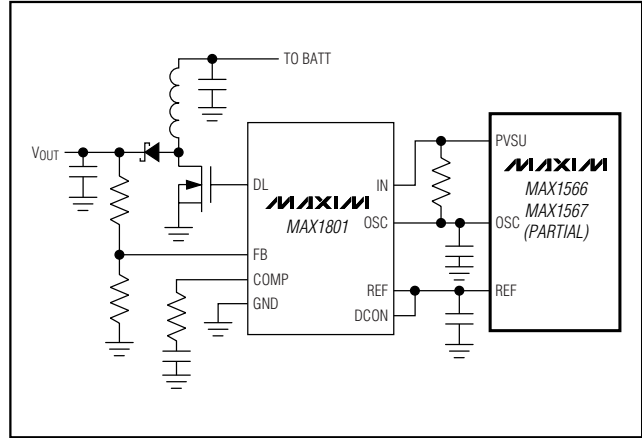 TO BATT
VOUT
DL
FB
COMP
GND
MAXIM
MAX1801
IN
OSC
REF
DCON
PVSU
MAXIM
MAX1566
MAX1567
(PARTIAL)
OSC
REF